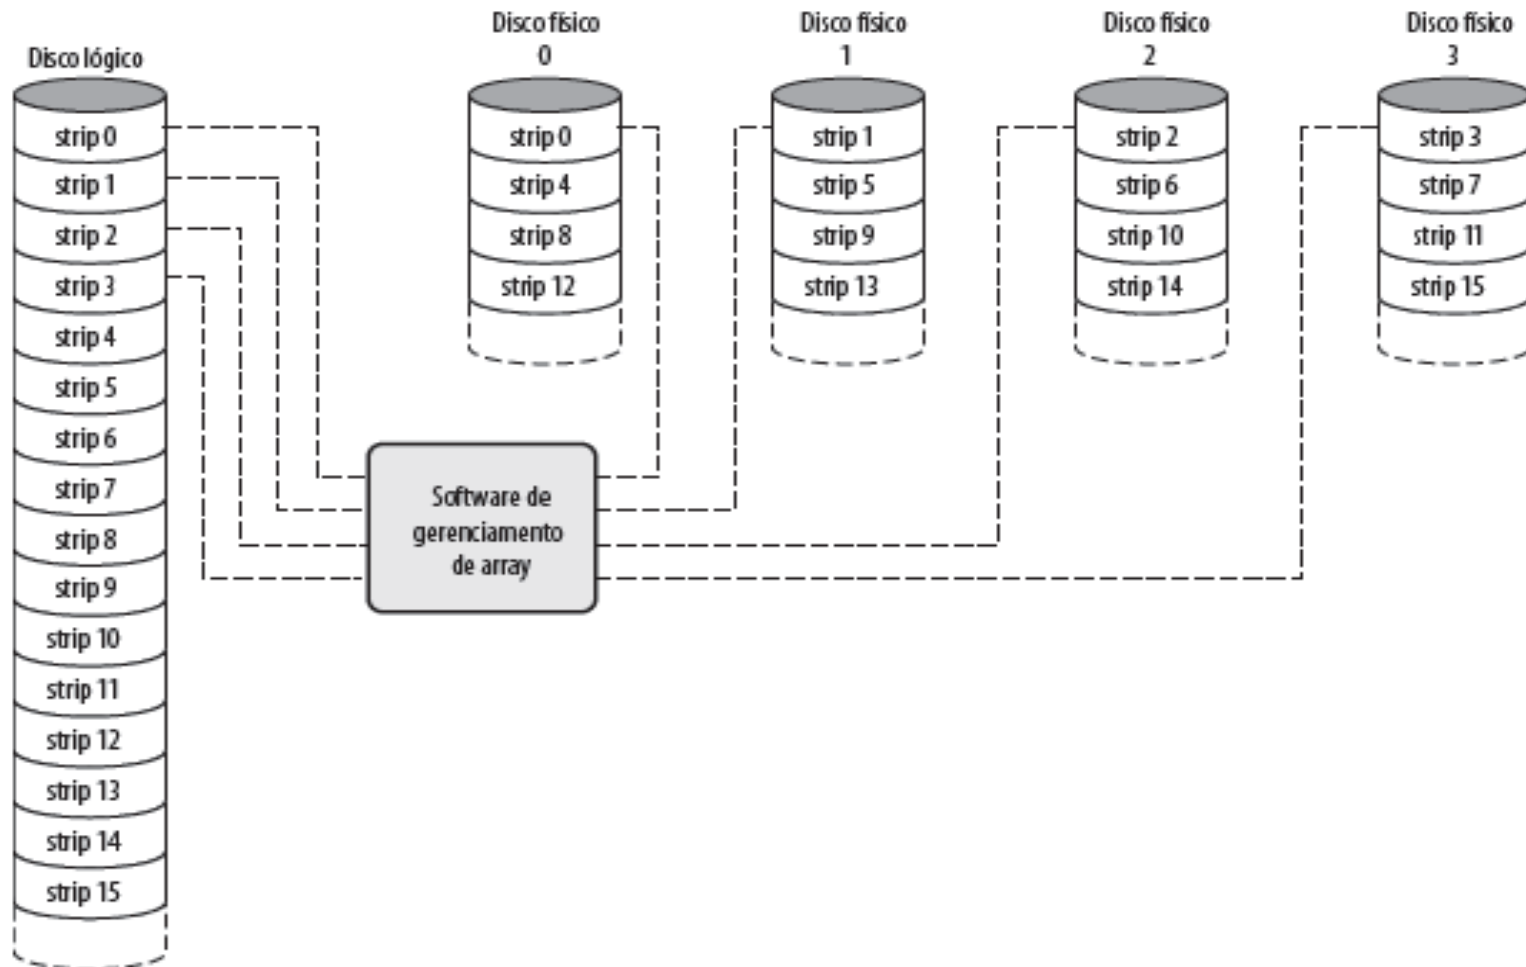 Disco lógico
strip 0
strip 1
strip 2
strip 3
strip 4
strip 5
strip 6
strip 7
strip 8
strip 9
strip 10
strip 11
strip 12
strip 13
strip 14
strip 15
Disco físico
0
strip 0
strip 4
strip 8
strip 12
Disco físico
1
strip 1
strip 5
strip 9
strip 13
Disco físico
2
strip 2
strip 6
strip 10
strip 14
Disco físico
3
strip 3
strip 7
strip 11
strip 15
Software de
gerenciamento
de array